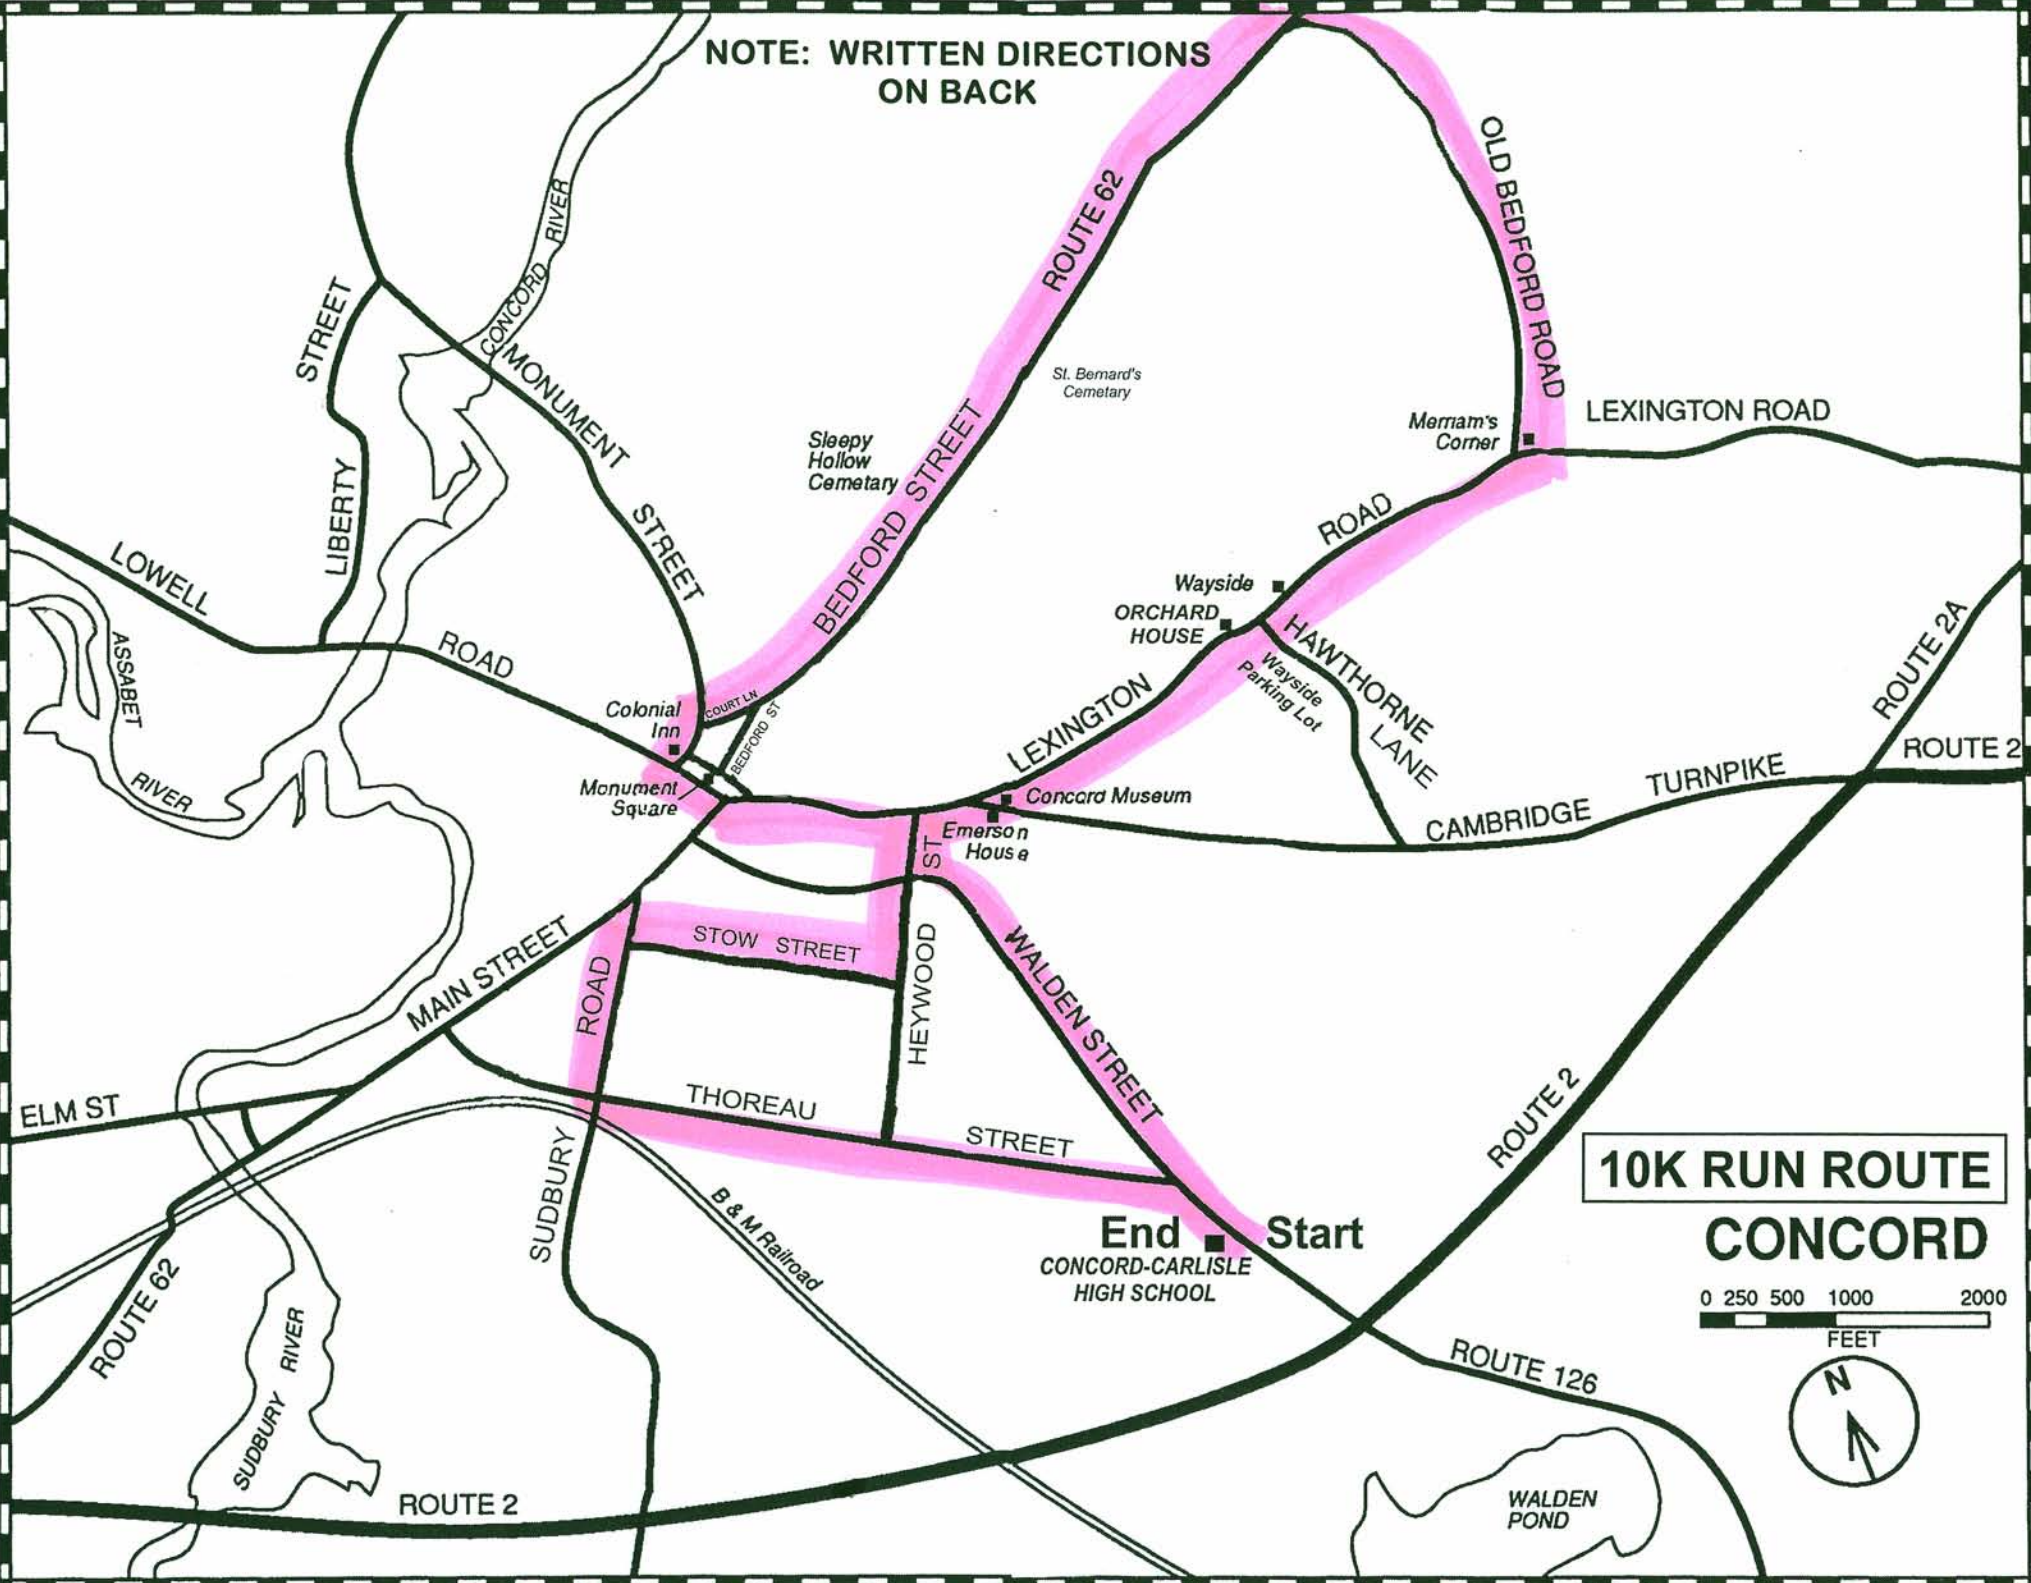 NOTE: WRITTEN DIRECTIONS
ON BACK
OLD BEDFORD ROAD
ROUTE 62
CONCORD RIVER
STREET
MONUMENT
STREET
LIBERTY
St. Bernard's
Cemetary
Sleepy
Hollow
Cemetary
BEDFORD STREET
Merriam's
Corner
LEXINGTON ROAD
LOWELL
ROAD
ROAD
Wayside
ORCHARD
HOUSE
HAWTHORNE
LANE
Wayside
Parking Lot
ROUTE 2A
ASSABET
RIVER
Colonial
Inn
COURT LN
BEDFORD ST
Monument
Square
LEXINGTON
Concord Museum
Emerson
House
ROUTE 2
CAMBRIDGE
TURNPIKE
ST
HEYWOOD
STOW STREET
WALDEN STREET
MAIN STREET
ROAD
SUDBURY
THOREAU
STREET
ELM ST
ROUTE 2
B & M Railroad
End
Start
CONCORD-CARLISLE
HIGH SCHOOL
10K RUN ROUTE
CONCORD
0 250 500 1000 2000
FEET
N
ROUTE 62
SUDBURY RIVER
ROUTE 126
ROUTE 2
WALDEN
POND